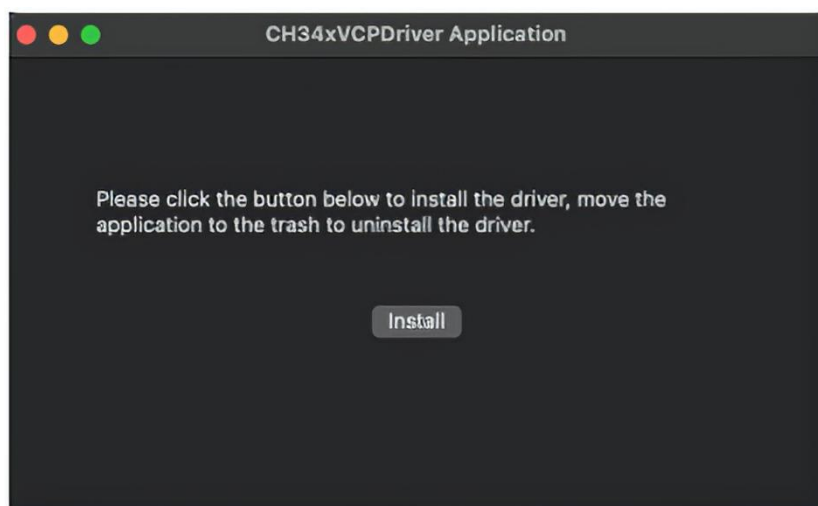 CH34xVCPDriver Application
Please click the button below to install the driver, move the
application to the trash to uninstall the driver.
Install